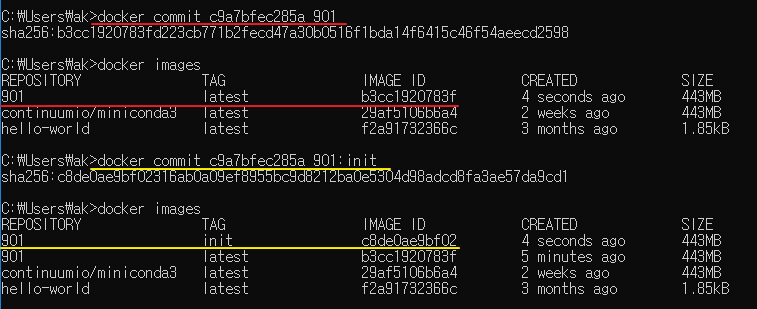 C:₩Users₩ak>docker commit c9a7bfec285a 901
sha256:b3cc1920783fd223cb771b2fecd47a30b0516f1bda14f6415c46f54aeecd2598
C:₩Users₩ak>docker images
REPOSITORY TAG IMAGE ID CREATED SIZE
901 latest b3cc1920783f 4 seconds ago 443MB
continuumio/miniconda3 latest 29af5106b6a4 2 weeks ago 443MB
hello-world latest f2a91732366c 3 months ago 1.85kB
C:₩Users₩ak>docker commit c9a7bfec285a 901:init
sha256:c8de0ae9bf02316ab0a09ef8955bc9d8212ba0e5304d98adcd8fa3ae57da9cd1
C:₩Users₩ak>docker images
REPOSITORY TAG IMAGE ID CREATED SIZE
901 init c8de0ae9bf02 4 seconds ago 443MB
901 latest b3cc1920783f 5 minutes ago 443MB
continuumio/miniconda3 latest 29af5106b6a4 2 weeks ago 443MB
hello-world latest f2a91732366c 3 months ago 1.85kB